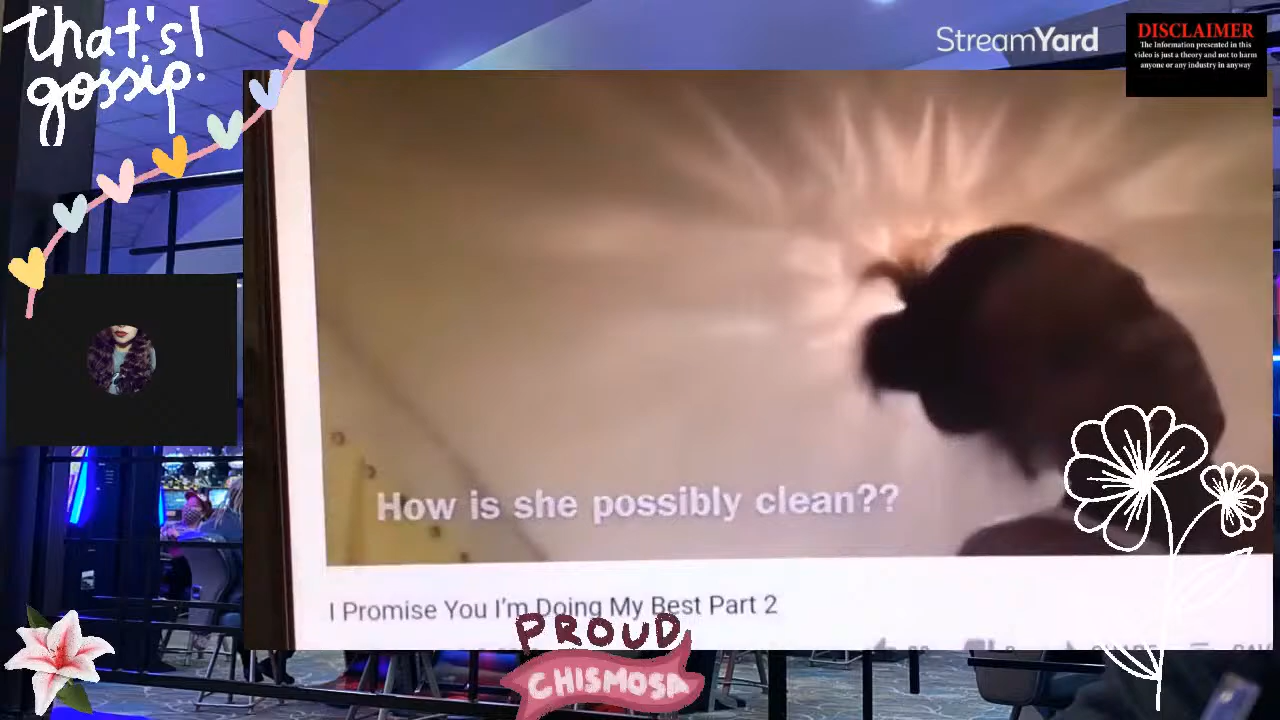 that's!
gossip.
StreamYard
DISCLAIMER
The Information presented in this
video is just a theory and not to harm
anyone or any industry in anyway
How is she possibly clean??
I Promise You I'm Doing My Best Part 2
PROUD
CHISMOSA